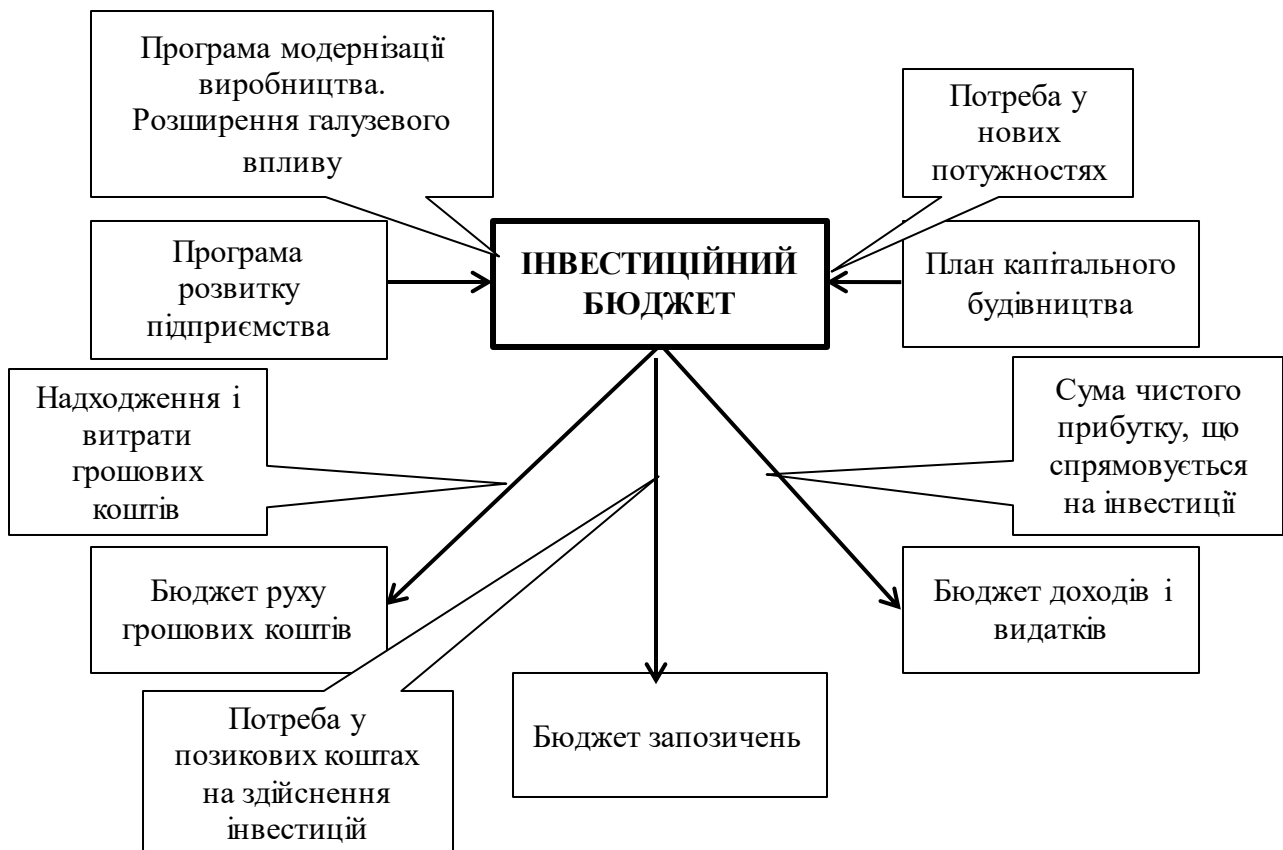 Програма модернізації
виробництва.
Розширення галузевого
впливу
Потреба у
нових
потужностях
Програма
розвитку
підприємства
ІНВЕСТИЦІЙНИЙ
БЮДЖЕТ
План капітального
будівництва
Надходження і
витрати
грошових
коштів
Сума чистого
прибутку, що
спрямовується
на інвестиції
Бюджет руху
грошових коштів
Бюджет доходів і
видатків
Потреба у
позикових коштах
на здійснення
інвестицій
Бюджет запозичень